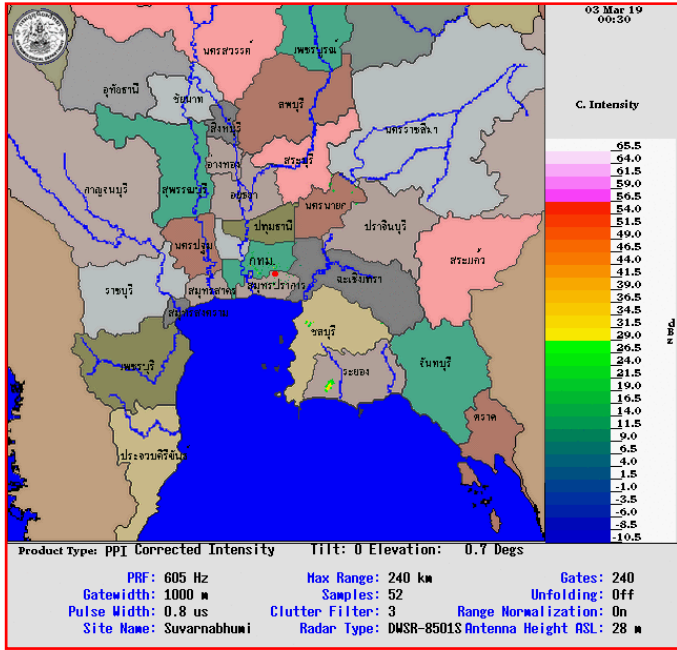 03 Mar 19
00:30
C. Intensity
65.5
64.0
61.5
59.0
56.5
54.0
51.5
49.0
46.5
44.0
41.5
39.0
36.5
34.0
31.5
29.0
26.5
24.0
21.5
19.0
16.5
14.0
11.5
9.0
6.5
4.0
1.5
-1.0
-3.5
-6.0
-8.5
-10.5
นครสวรรค์
เพชรบูรณ์
อุทัยธานี
ชัยนาท
ลพบุรี
สิงห์บุรี
นครราชสีมา
อ่างทอง
สระบุรี
กาญจนบุรี
สุพรรณบุรี
อยุธยา
นครนายก
ปราจีนบุรี
ปทุมธานี
นครปฐม
สระแก้ว
กทม.
ราชบุรี
สมุทรสาคร
สมุทรปราการ
ฉะเชิงเทรา
สมุทรสงคราม
ชลบุรี
เพชรบุรี
ระยอง
จันทบุรี
ตราด
ประจวบคีรีขันธ์
Product Type: PPI Corrected Intensity Tilt: 0 Elevation: 0.7 Degs
PRF: 605 Hz Max Range: 240 km Gates: 240
Gatewidth: 1000 m Samples: 52 Unfolding: Off
Pulse Width: 0.8 us Clutter Filter: 3 Range Normalization: On
Site Name: Suvarnabhumi Radar Type: DWSR-8501S Antenna Height ASL: 28 m